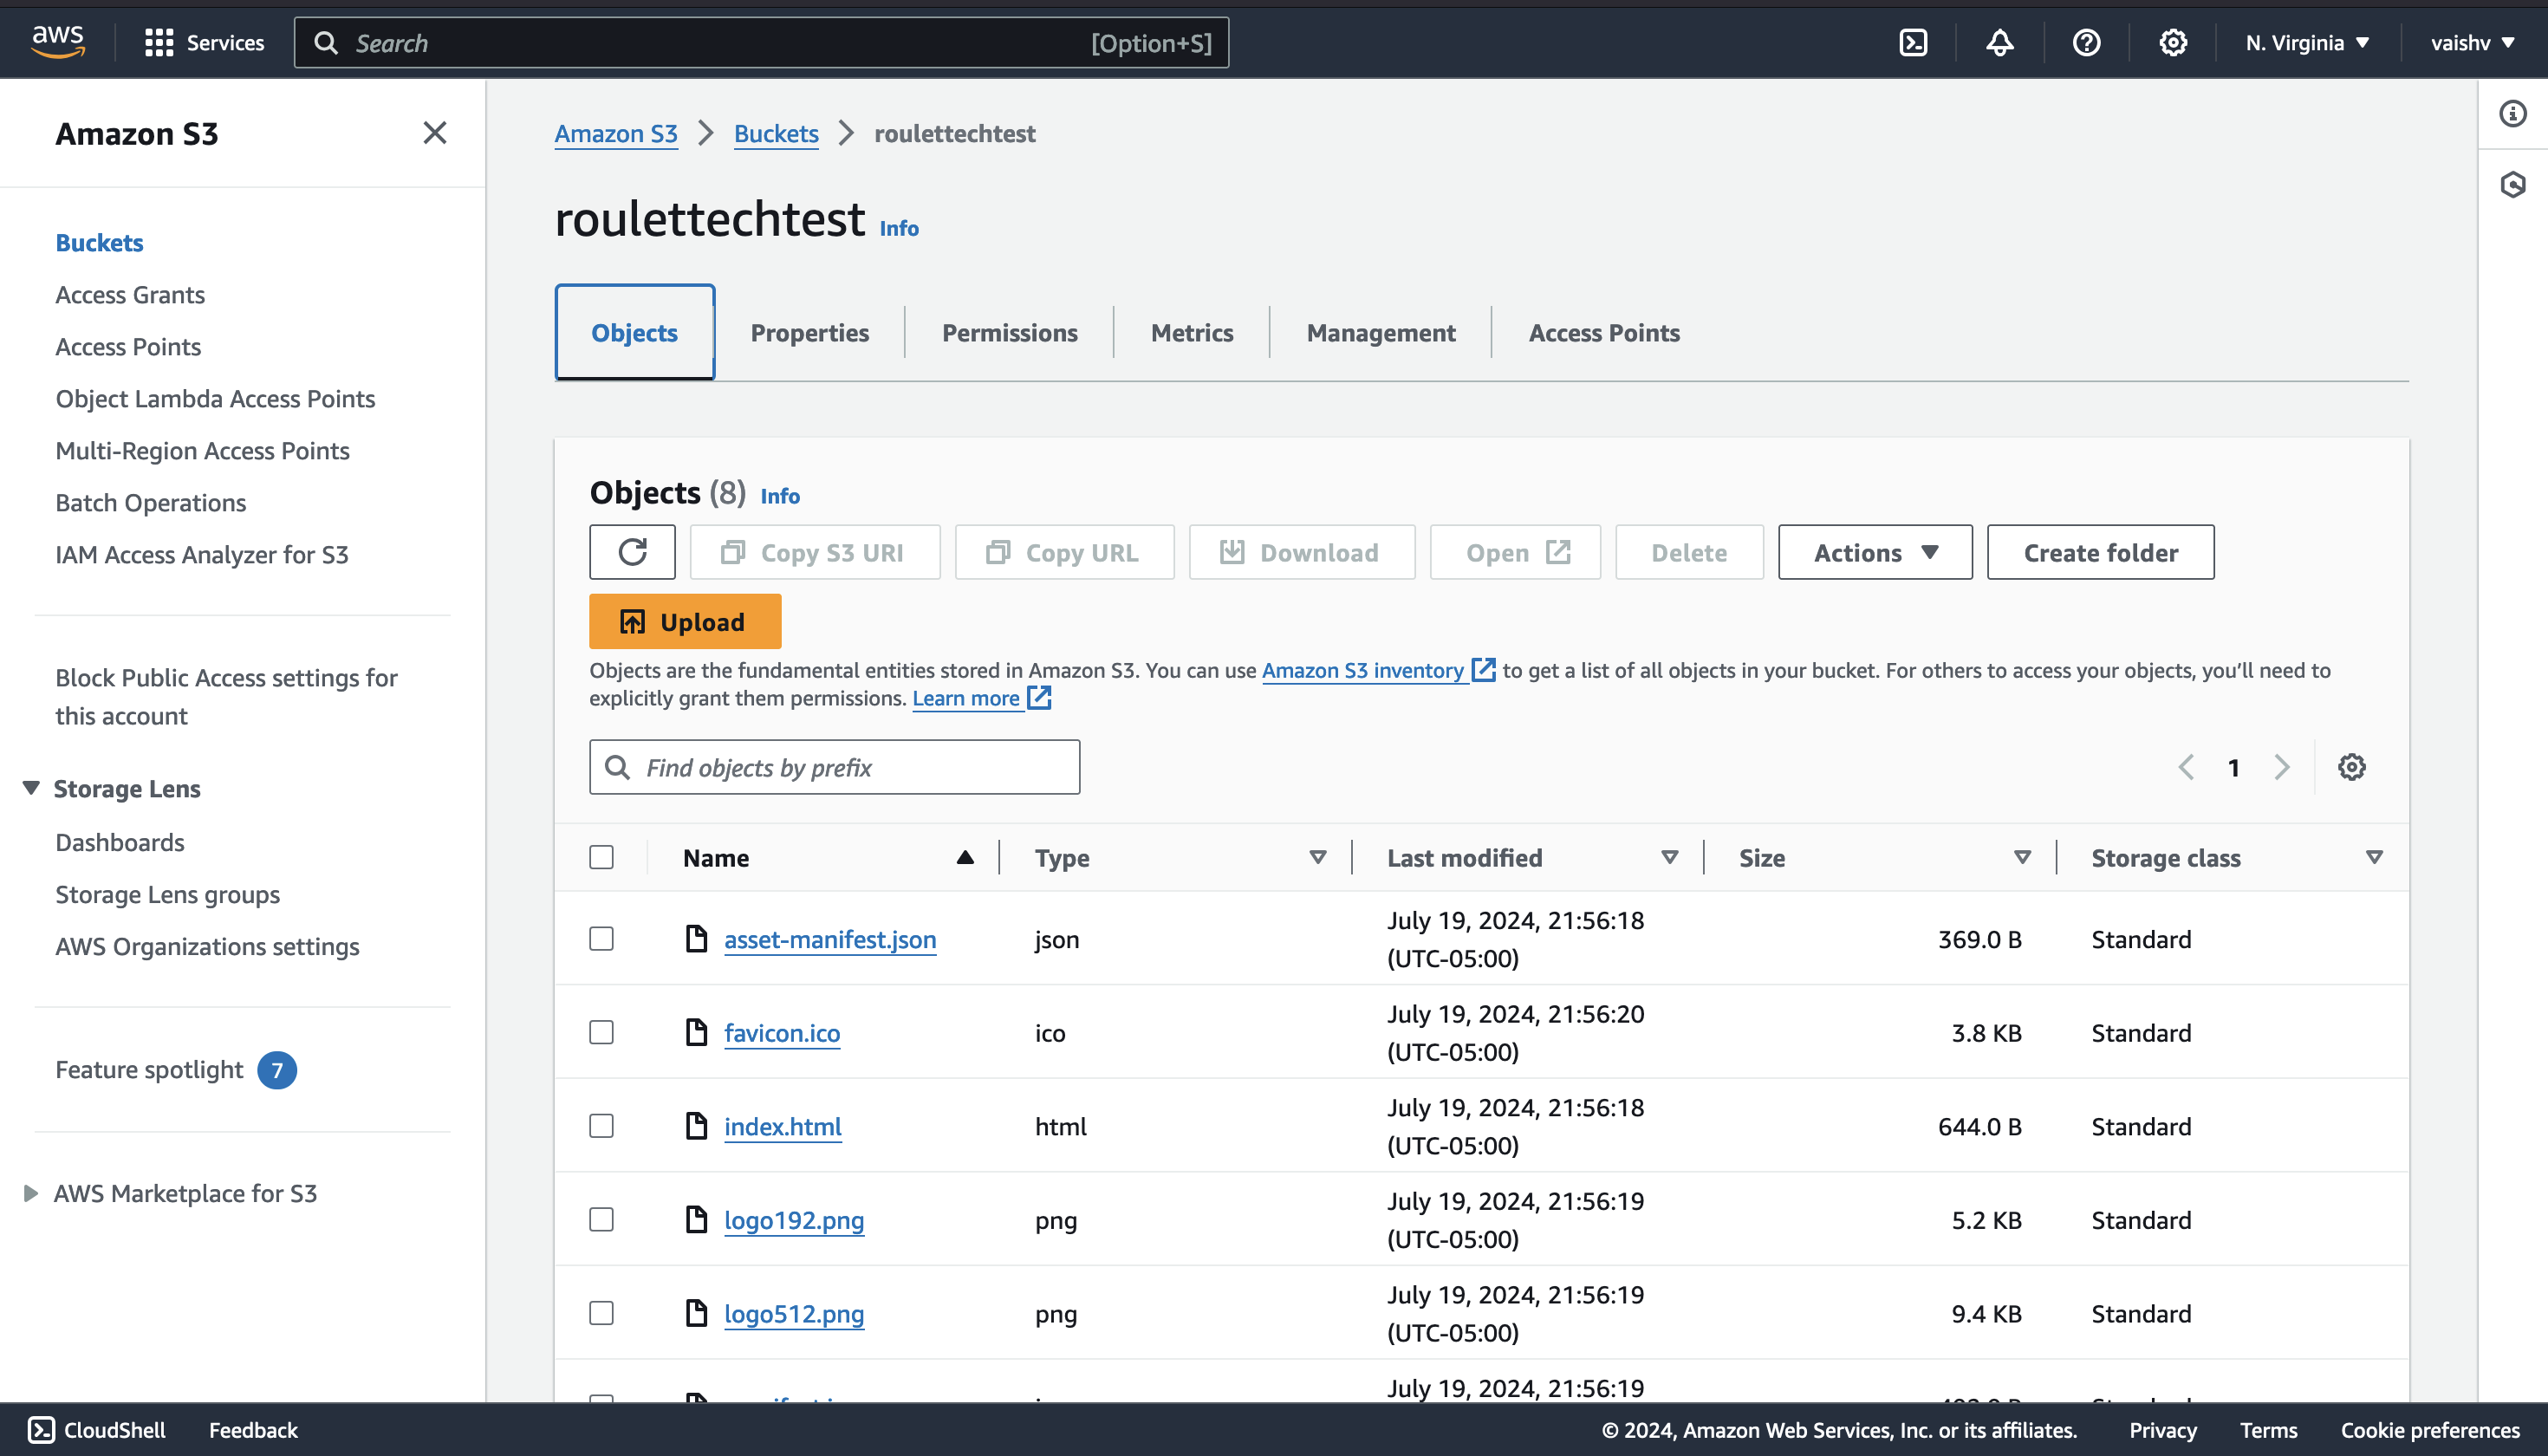 aws
Services
Search
[Option+S]
N. Virginia
vaishv
Amazon S3
Buckets
Access Grants
Access Points
Object Lambda Access Points
Multi-Region Access Points
Batch Operations
IAM Access Analyzer for S3
Block Public Access settings for
this account
Storage Lens
Dashboards
Storage Lens groups
AWS Organizations settings
Feature spotlight 7
AWS Marketplace for S3
Amazon S3 > Buckets > roulettechtest
roulettechtest Info
Objects
Properties
Permissions
Metrics
Management
Access Points
Objects (8) Info
Copy S3 URI
Copy URL
Download
Open
Delete
Actions
Create folder
Upload
Objects are the fundamental entities stored in Amazon S3. You can use Amazon S3 inventory to get a list of all objects in your bucket. For others to access your objects, you’ll need to
explicitly grant them permissions. Learn more
Find objects by prefix
1
Name Type Last modified Size Storage class
asset-manifest.json json July 19, 2024, 21:56:18 (UTC-05:00) 369.0 B Standard
favicon.ico ico July 19, 2024, 21:56:20 (UTC-05:00) 3.8 KB Standard
index.html html July 19, 2024, 21:56:18 (UTC-05:00) 644.0 B Standard
logo192.png png July 19, 2024, 21:56:19 (UTC-05:00) 5.2 KB Standard
logo512.png png July 19, 2024, 21:56:19 (UTC-05:00) 9.4 KB Standard
July 19, 2024, 21:56:19
CloudShell
Feedback
© 2024, Amazon Web Services, Inc. or its affiliates.
Privacy
Terms
Cookie preferences